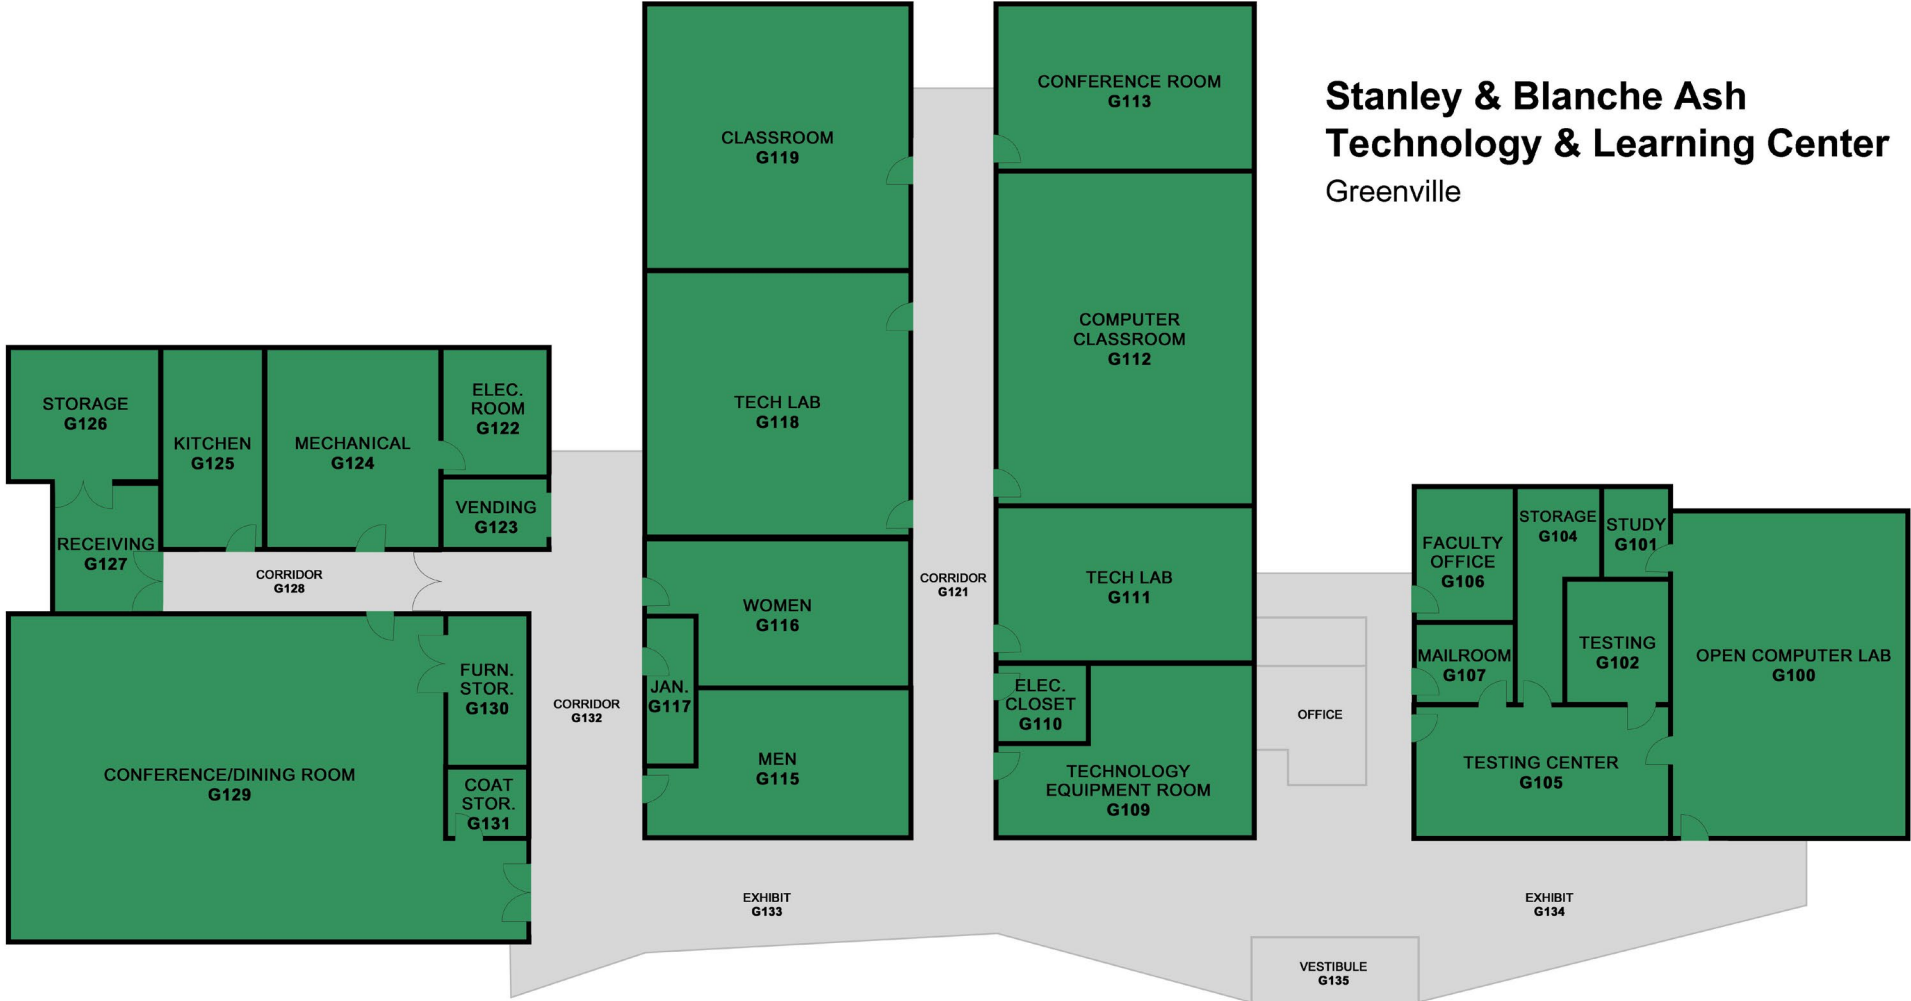 Stanley & Blanche Ash
Technology & Learning Center
Greenville
CLASSROOM
G119
CONFERENCE ROOM
G113
COMPUTER
CLASSROOM
G112
TECH LAB
G118
STORAGE
G126
KITCHEN
G125
MECHANICAL
G124
ELEC.
ROOM
G122
VENDING
G123
RECEIVING
G127
CORRIDOR
G128
WOMEN
G116
CORRIDOR
G121
TECH LAB
G111
FACULTY
OFFICE
G106
STORAGE
G104
STUDY
G101
MAILROOM
G107
TESTING
G102
OPEN COMPUTER LAB
G100
FURN.
STOR.
G130
CORRIDOR
G132
JAN.
G117
ELEC.
CLOSET
G110
OFFICE
CONFERENCE/DINING ROOM
G129
COAT
STOR.
G131
MEN
G115
TECHNOLOGY
EQUIPMENT ROOM
G109
TESTING CENTER
G105
EXHIBIT
G133
EXHIBIT
G134
VESTIBULE
G135